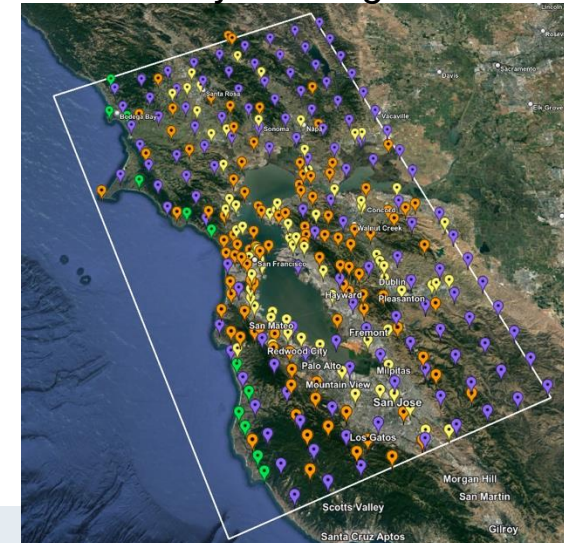 Lincoln
Rosev
Santa Rosa
Davis
Sacramento
Elk Grove
Bodega Bay
Sonoma
Napa
Vacaville
Concord
Walnut Creek
San Francisco
Dublin
Hayward
Pleasanton
San Mateo
Fremont
Redwood City
Palo Alto
Milpitas
Mountain View
San Jose
Los Gatos
Morgan Hill
San Martin
Scotts Valley
Gilroy
Santa Cruz Aptos